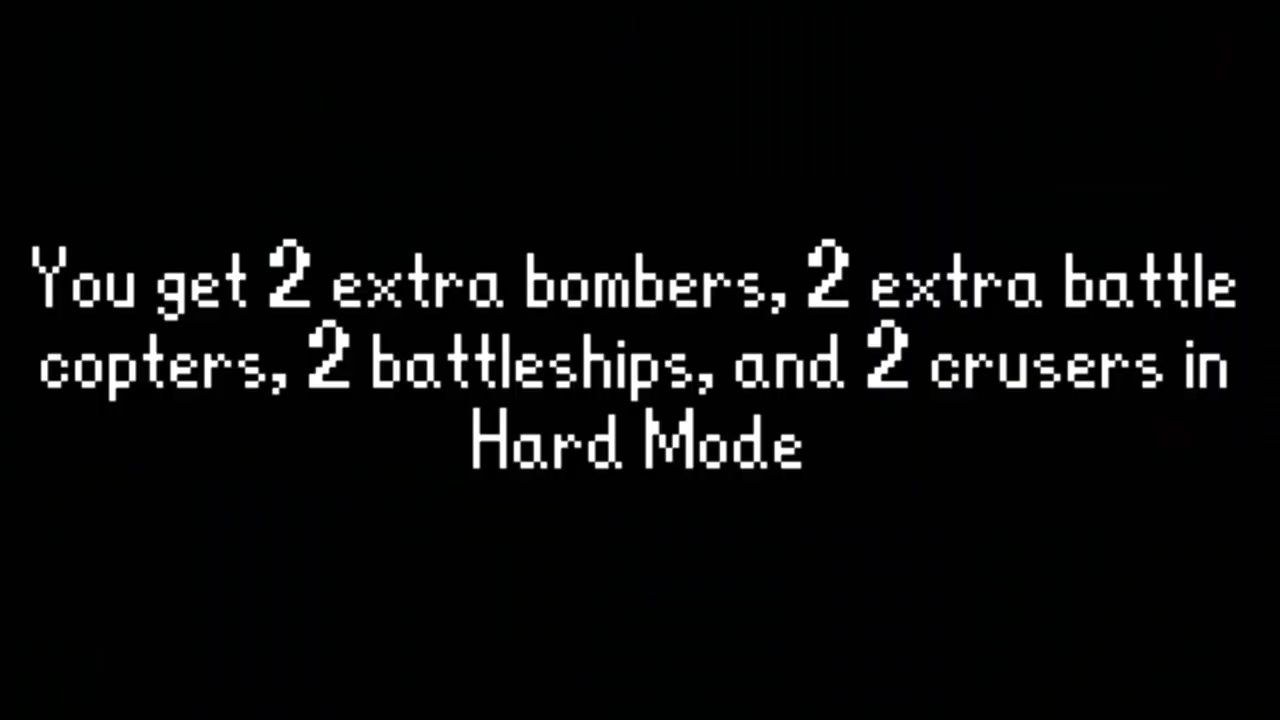 You get 2 extra bombers, 2 extra battle
copters, 2 battleships, and 2 crusers in
Hard Mode